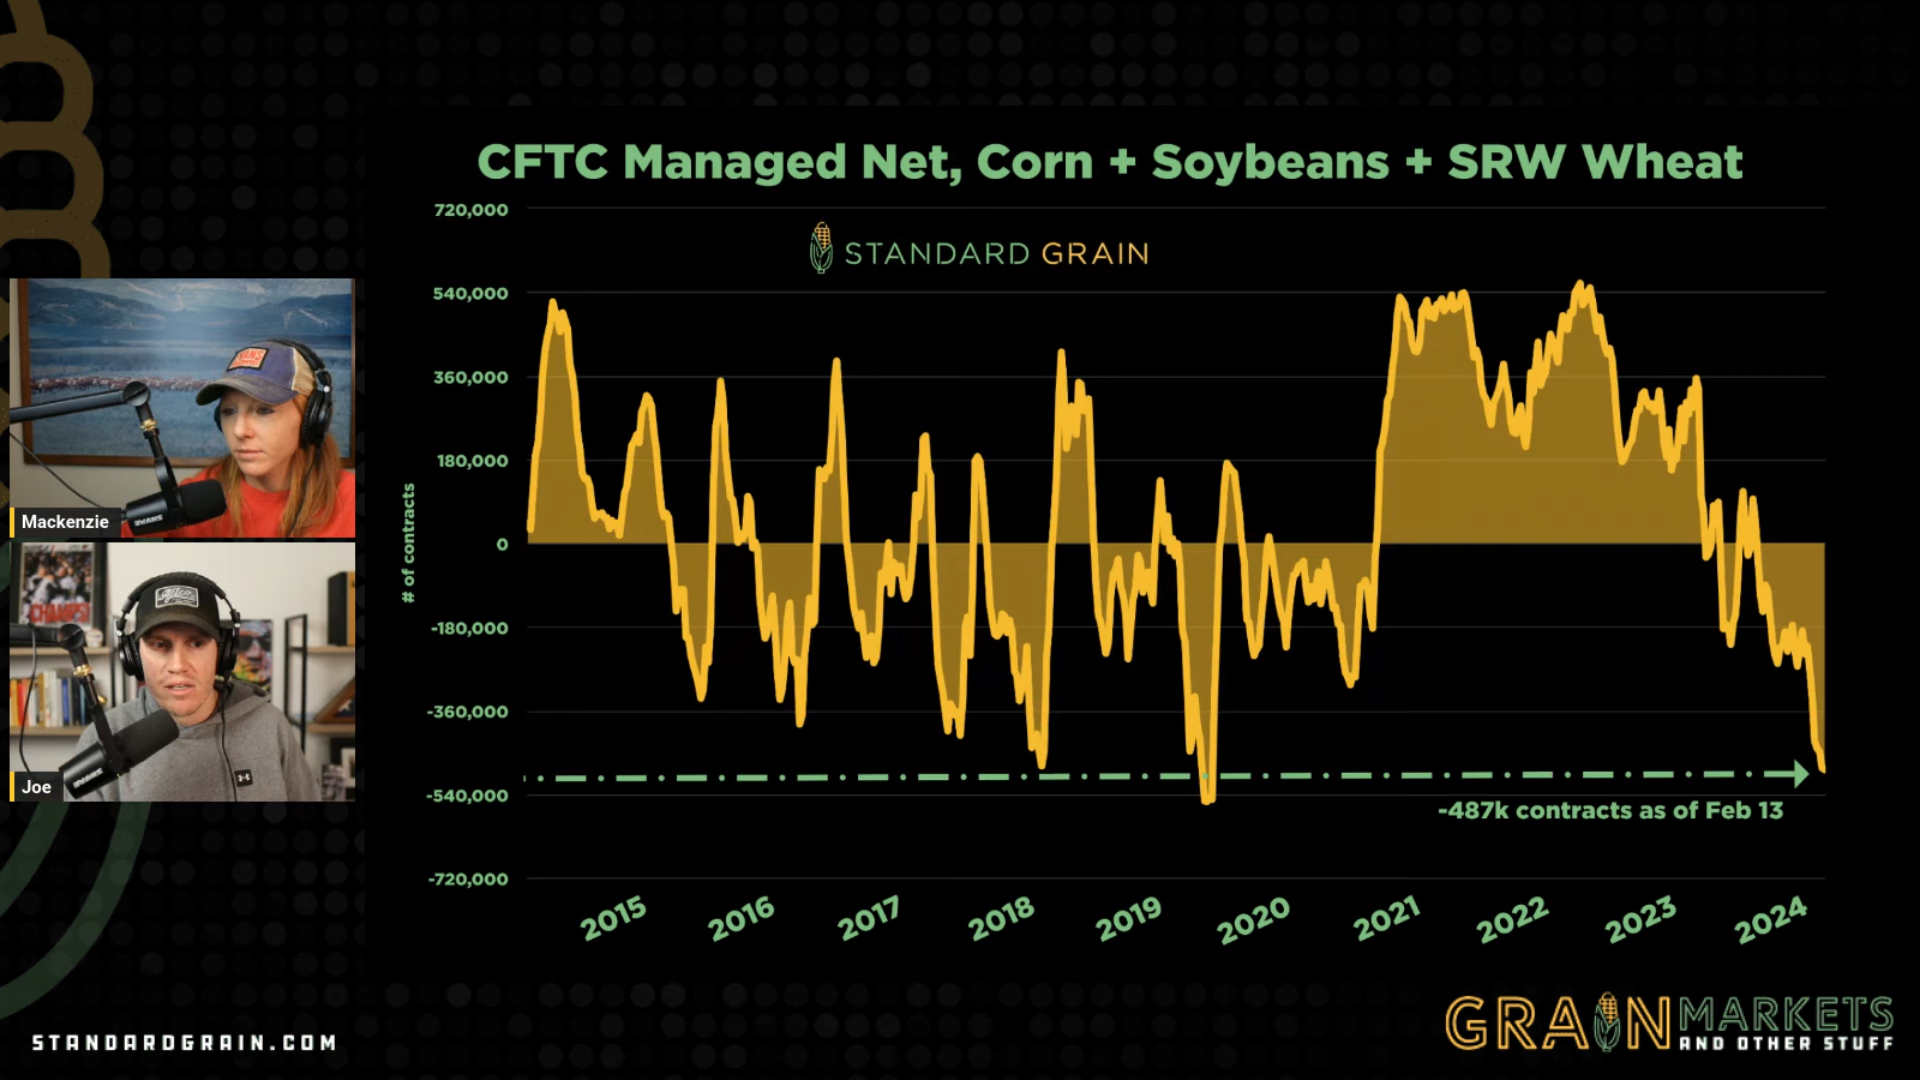 CFTC Managed Net, Corn + Soybeans + SRW Wheat
STANDARD GRAIN
720,000
540,000
360,000
180,000
0
-180,000
-360,000
-540,000
-720,000
# of contracts
-487k contracts as of Feb 13
2015
2016
2017
2018
2019
2020
2021
2022
2023
2024
Mackenzie
CHAMPS!
Joe
STANDARDGRAIN.COM
GRAIN MARKETS
AND OTHER STUFF